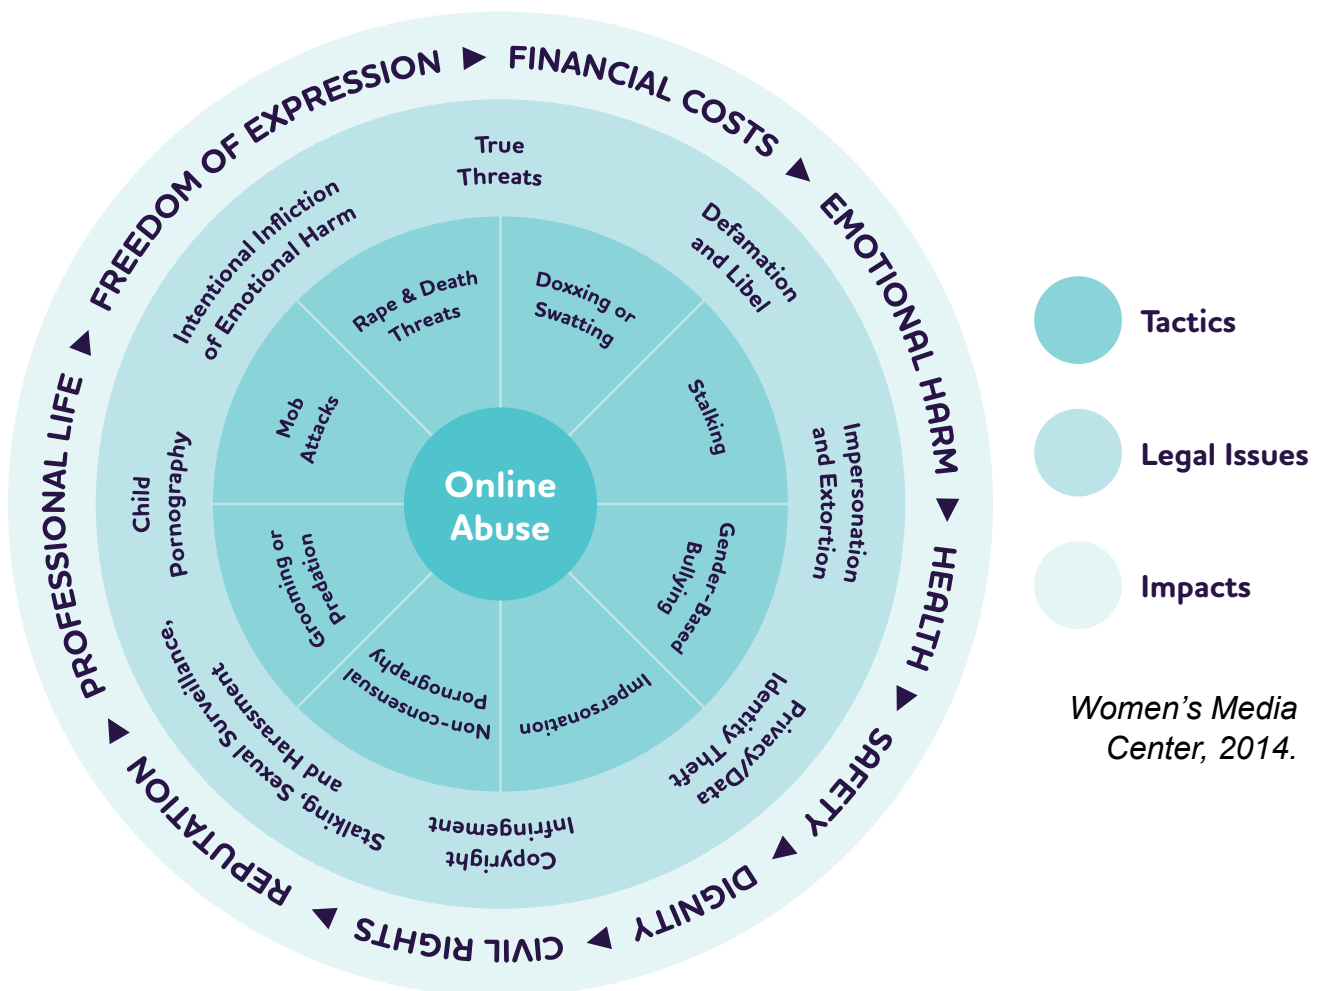 FREEDOM OF EXPRESSION ▶ FINANCIAL COSTS ▶ EMOTIONAL HARM ▶ HEALTH ▶ SAFETY ▶ DIGNITY ▶ CIVIL RIGHTS ▶ REPUTATION ▶ PROFESSIONAL LIFE ▶
True
Threats
Defamation
and Libel
Impersonation
and Extortion
Privacy/Data
Identity Theft
Copyright
Infringement
Stalking, Sexual Surveillance,
and Harassment
Child
Pornography
Intentional Infliction
of Emotional Harm
Rape & Death
Threats
Doxxing or
Swatting
Stalking
Gender-Based
Bullying
Impersonation
Non-consensual
Pornography
Grooming or
Predation
Mob
Attacks
Online
Abuse
Tactics
Legal Issues
Impacts
Women’s Media
Center, 2014.